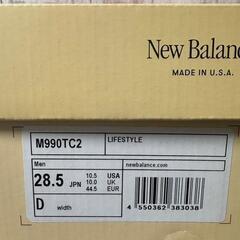 New Balance
MADE IN U.S.A.
M990TC2 LIFESTYLE
Men newbalance.com
28.5 JPN 10.5 USA
10.0 UK
44.5 EUR
D width
4 550362 383038